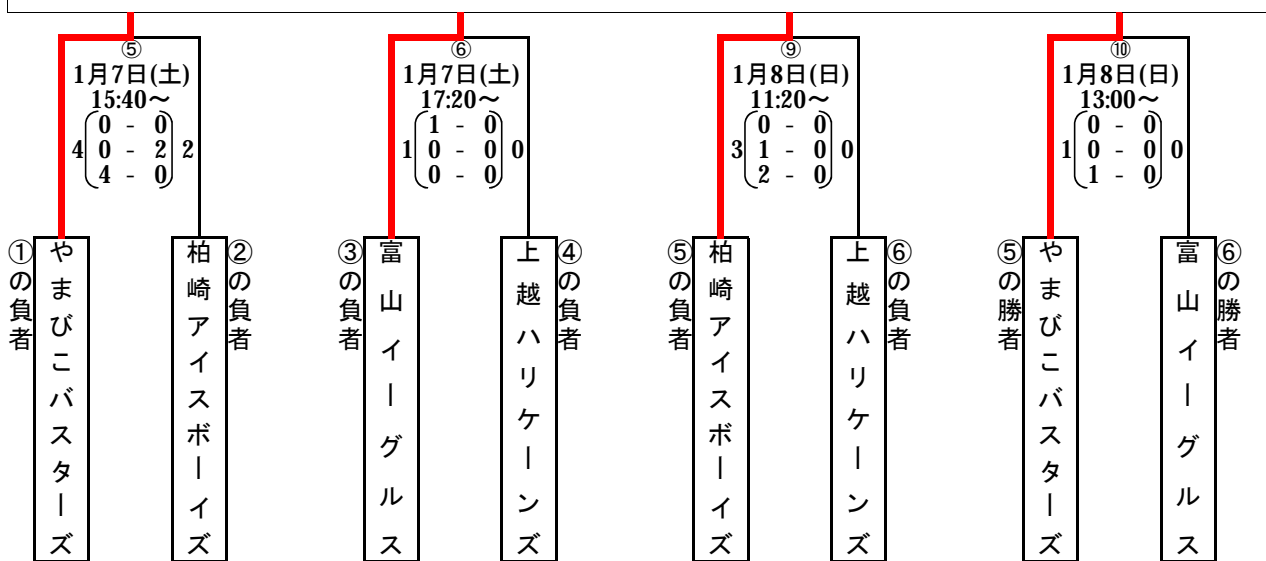 ⑤
1月7日(土)
15:40～
0 - 0
4 0 - 2 2
4 - 0
①の負者
やまびこバスターズ
柏崎アイスボーイズ
②の負者
⑥
1月7日(土)
17:20～
1 - 0
1 0 - 0 0
0 - 0
③の負者
富山イーグルス
上越ハリケーンズ
④の負者
⑨
1月8日(日)
11:20～
0 - 0
3 1 - 0 0
2 - 0
⑤の負者
柏崎アイスボーイズ
上越ハリケーンズ
⑥の負者
⑩
1月8日(日)
13:00～
0 - 0
1 0 - 0 0
1 - 0
⑤の勝者
やまびこバスターズ
富山イーグルス
⑥の勝者